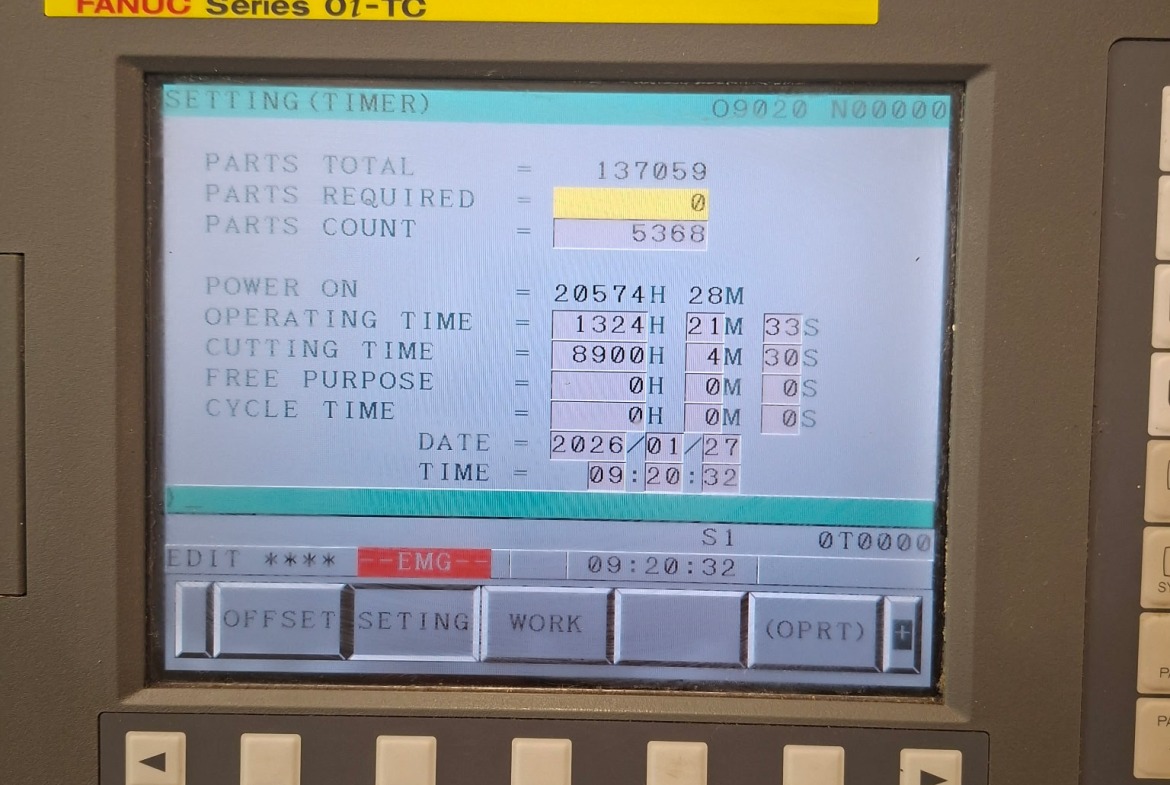 FANUC Series 0i-TC
SETTING(TIMER) O9020 N00000
PARTS TOTAL = 137059
PARTS REQUIRED = 0
PARTS COUNT = 5368
POWER ON = 20574H 28M
OPERATING TIME = 1324H 21M 33S
CUTTING TIME = 8900H 4M 30S
FREE PURPOSE = 0H 0M 0S
CYCLE TIME = 0H 0M 0S
DATE = 2026/01/27
TIME = 09:20:32
)_
S1 0T0000
EDIT **** --EMG-- 09:20:32
OFFSET SETING WORK (OPRT) +